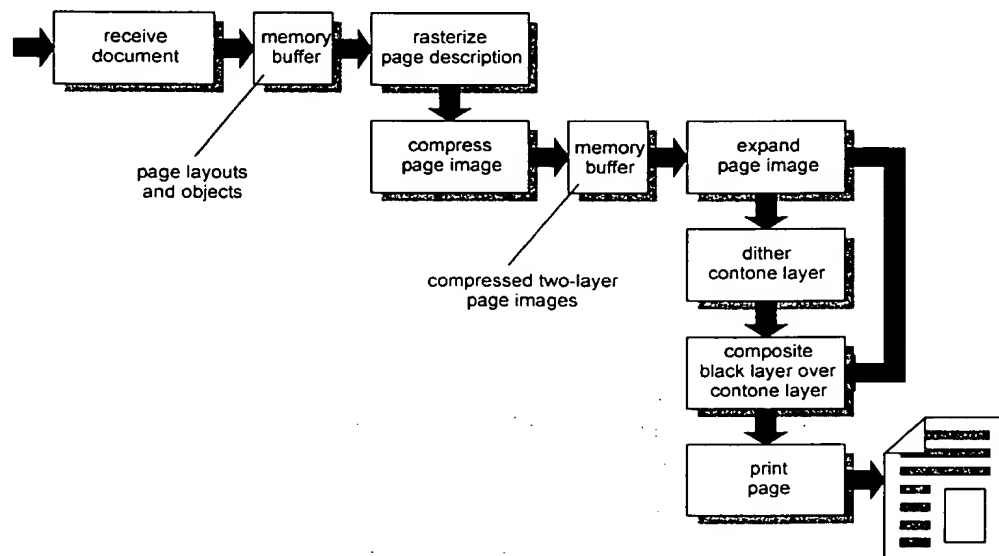 receive
document
memory
buffer
rasterize
page description
page layouts
and objects
compress
page image
memory
buffer
expand
page image
compressed two-layer
page images
dither
contone layer
composite
black layer over
contone layer
print
page